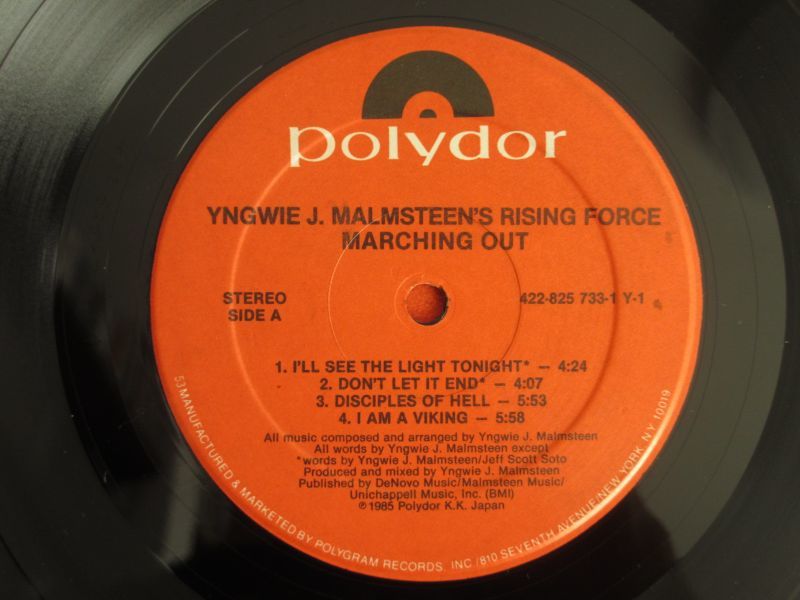 polydor
YNGWIE J. MALMSTEEN'S RISING FORCE
MARCHING OUT
STEREO
SIDE A
422-825 733-1 Y-1
1. I'LL SEE THE LIGHT TONIGHT* — 4:24
2. DON'T LET IT END* — 4:07
3. DISCIPLES OF HELL — 5:53
4. I AM A VIKING — 5:58
All music composed and arranged by Yngwie J. Malmsteen
All words by Yngwie J. Malmsteen except
*words by Yngwie J. Malmsteen/Jeff Scott Soto
Produced and mixed by Yngwie J. Malmsteen
Published by DeNovo Music/Malmsteen Music/
Unichappell Music, Inc. (BMI)
℗1985 Polydor K.K. Japan
53 MANUFACTURED & MARKETED BY POLYGRAM RECORDS, INC./810 SEVENTH AVENUE/NEW YORK, N.Y. 10019